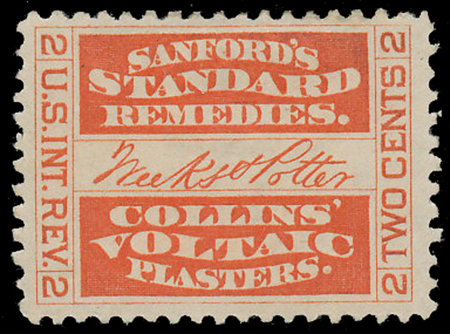 SANFORD'S
STANDARD
REMEDIES.
Weeks & Potter
COLLINS'
VOLTAIC
PLASTERS.
2 U.S. INT. REV. 2
2 TWO CENTS 2